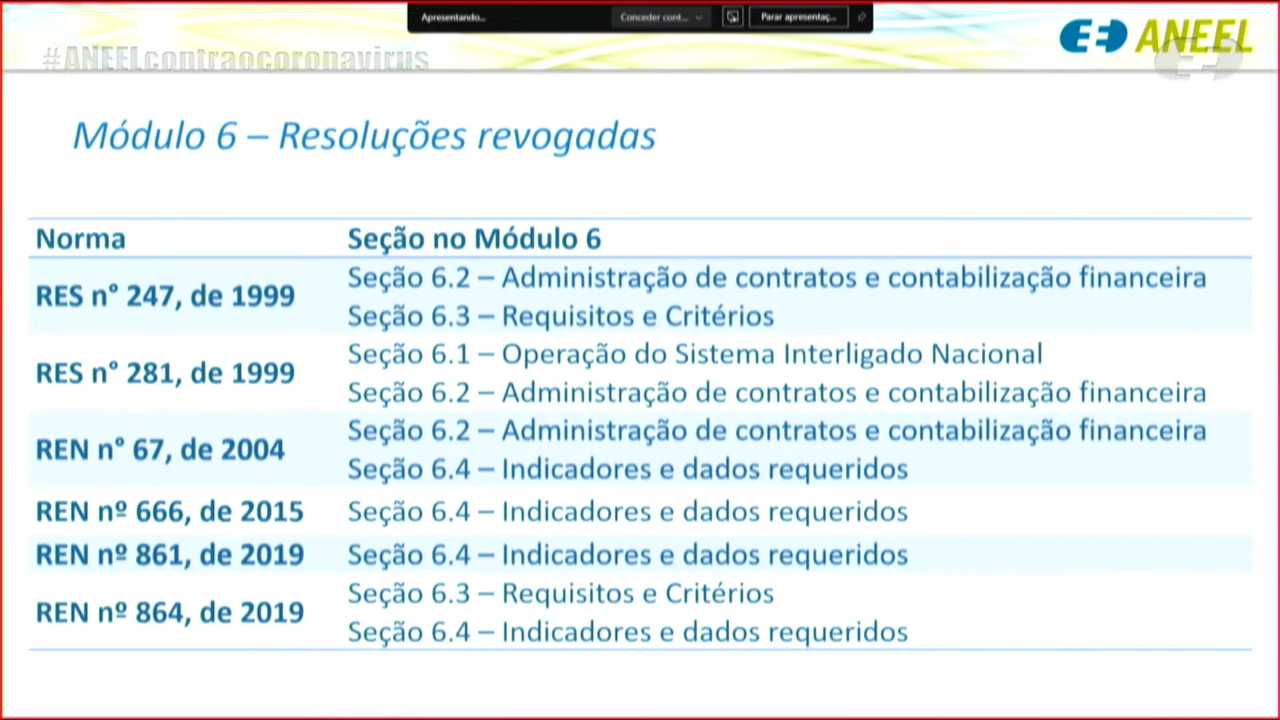 Apresentando...
Conceder cont...
Parar apresentaç...
ANEEL
#ANEELcontraocoronavirus
Módulo 6 – Resoluções revogadas
Norma
Seção no Módulo 6
RES n° 247, de 1999
Seção 6.2 – Administração de contratos e contabilização financeira
Seção 6.3 – Requisitos e Critérios
RES n° 281, de 1999
Seção 6.1 – Operação do Sistema Interligado Nacional
Seção 6.2 – Administração de contratos e contabilização financeira
REN n° 67, de 2004
Seção 6.2 – Administração de contratos e contabilização financeira
Seção 6.4 – Indicadores e dados requeridos
REN nº 666, de 2015
Seção 6.4 – Indicadores e dados requeridos
REN nº 861, de 2019
Seção 6.4 – Indicadores e dados requeridos
REN nº 864, de 2019
Seção 6.3 – Requisitos e Critérios
Seção 6.4 – Indicadores e dados requeridos